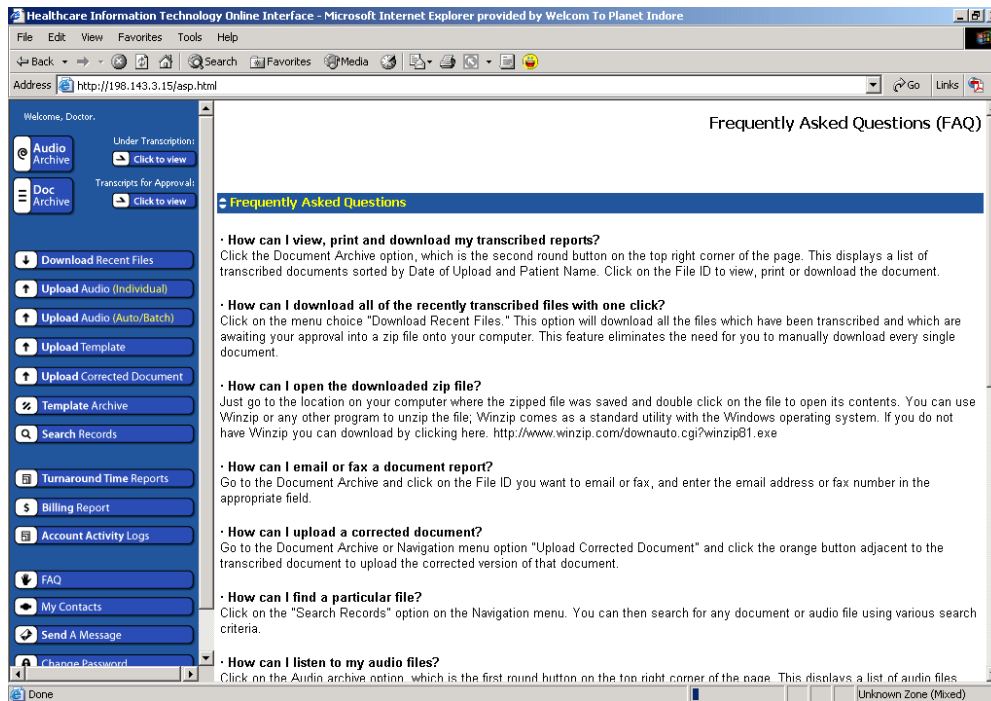 Healthcare Information Technology Online Interface - Microsoft Internet Explorer provided by Welcom To Planet Indore
File Edit View Favorites Tools Help
Back Search Favorites Media
Address http://198.143.3.15/asp.html Go Links
Welcome, Doctor.
Audio Archive
Under Transcription:
Click to view
Doc Archive
Transcripts for Approval:
Click to view
Download Recent Files
Upload Audio (Individual)
Upload Audio (Auto/Batch)
Upload Template
Upload Corrected Document
Template Archive
Search Records
Turnaround Time Reports
Billing Report
Account Activity Logs
FAQ
My Contacts
Send A Message
Change Password
Frequently Asked Questions (FAQ)
Frequently Asked Questions
· How can I view, print and download my transcribed reports?
Click the Document Archive option, which is the second round button on the top right corner of the page. This displays a list of
transcribed documents sorted by Date of Upload and Patient Name. Click on the File ID to view, print or download the document.
· How can I download all of the recently transcribed files with one click?
Click on the menu choice "Download Recent Files." This option will download all the files which have been transcribed and which are
awaiting your approval into a zip file onto your computer. This feature eliminates the need for you to manually download every single
document.
· How can I open the downloaded zip file?
Just go to the location on your computer where the zipped file was saved and double click on the file to open its contents. You can use
Winzip or any other program to unzip the file; Winzip comes as a standard utility with the Windows operating system. If you do not
have Winzip you can download by clicking here. http://www.winzip.com/downauto.cgi?winzip81.exe
· How can I email or fax a document report?
Go to the Document Archive and click on the File ID you want to email or fax, and enter the email address or fax number in the
appropriate field.
· How can I upload a corrected document?
Go to the Document Archive or Navigation menu option "Upload Corrected Document" and click the orange button adjacent to the
transcribed document to upload the corrected version of that document.
· How can I find a particular file?
Click on the "Search Records" option on the Navigation menu. You can then search for any document or audio file using various search
criteria.
· How can I listen to my audio files?
Click on the Audio archive option, which is the first round button on the top right corner of the page. This displays a list of audio files
Done
Unknown Zone (Mixed)